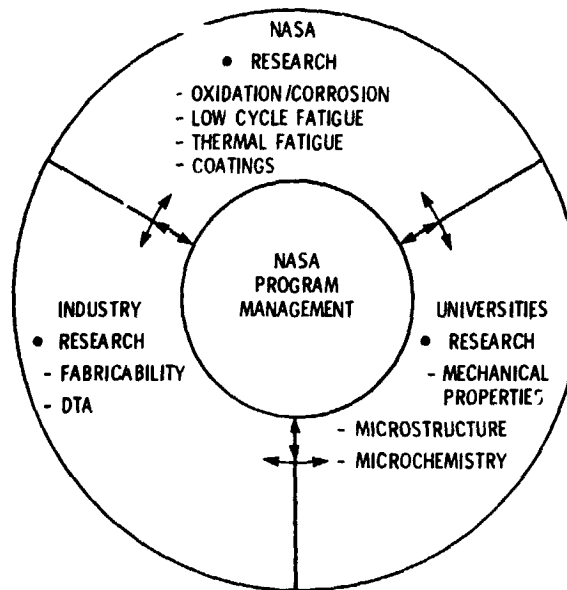 NASA
● RESEARCH
- OXIDATION/CORROSION
- LOW CYCLE FATIGUE
- THERMAL FATIGUE
- COATINGS
NASA
PROGRAM
MANAGEMENT
INDUSTRY
● RESEARCH
- FABRICABILITY
- DTA
UNIVERSITIES
● RESEARCH
- MECHANICAL
PROPERTIES
- MICROSTRUCTURE
- MICROCHEMISTRY